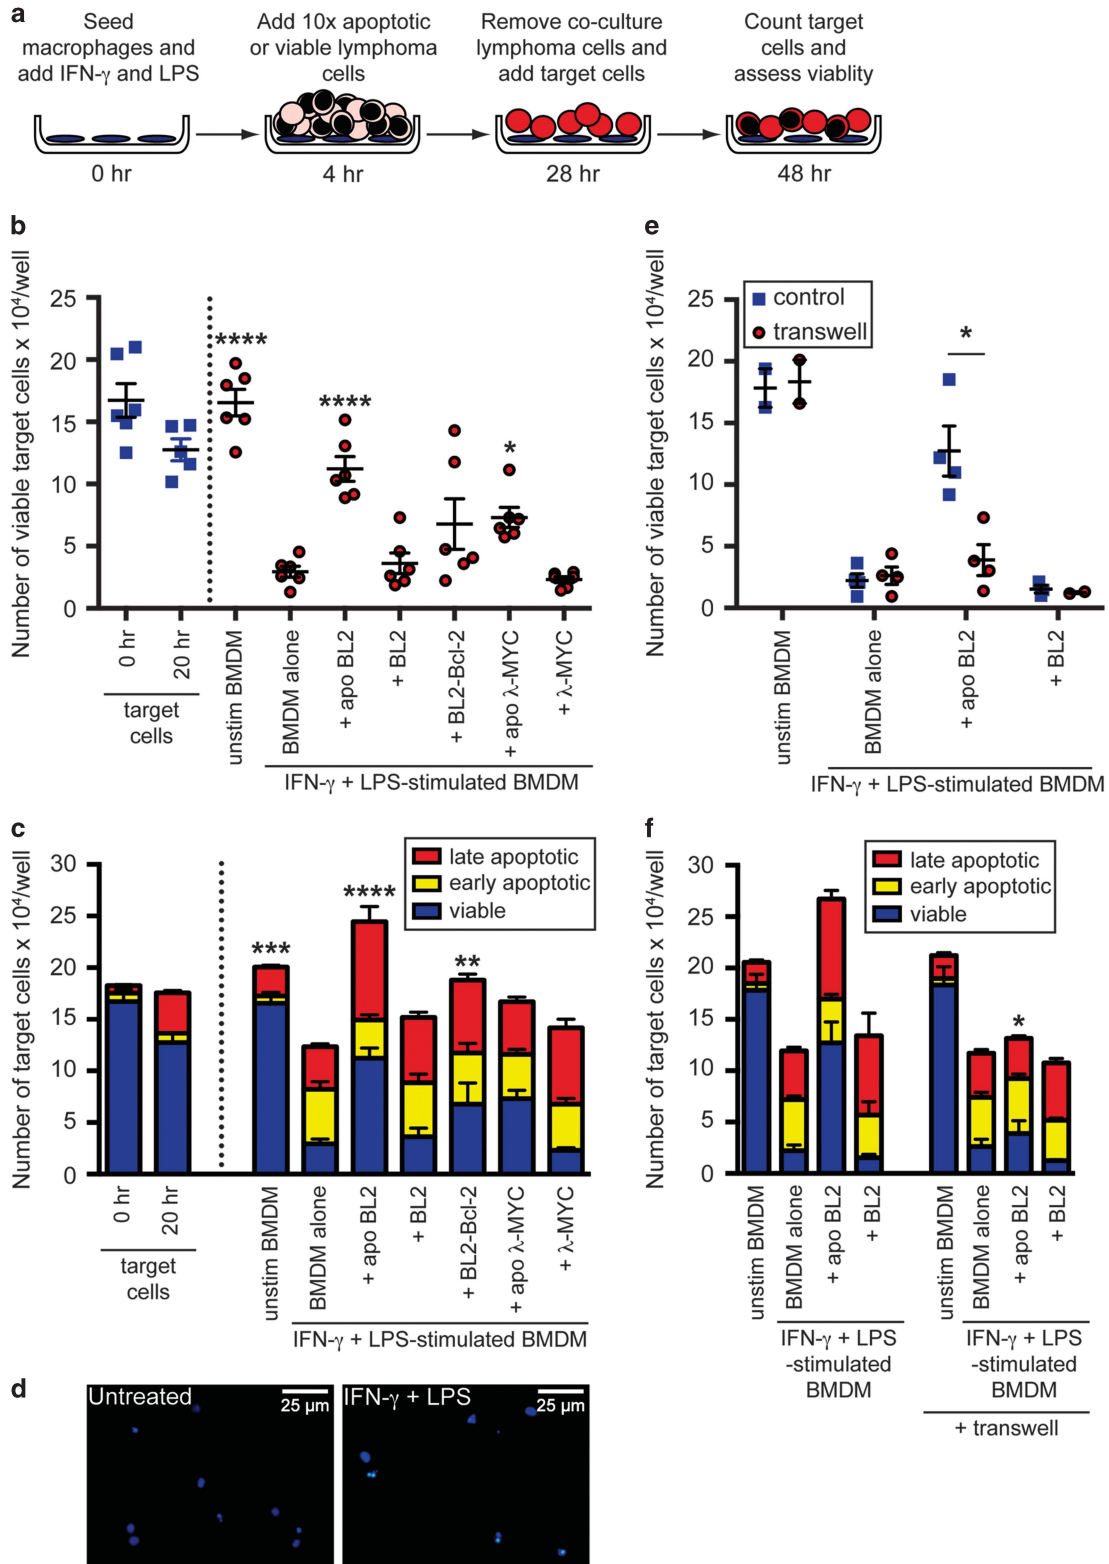 a
Seed
macrophages and
add IFN-γ and LPS
0 hr
Add 10x apoptotic
or viable lymphoma
cells
4 hr
Remove co-culture
lymphoma cells and
add target cells
28 hr
Count target
cells and
assess viablity
48 hr
b
Number of viable target cells x 10⁴/well
25
20
15
10
5
0
****
****
*
0 hr
20 hr
target
cells
unstim BMDM
BMDM alone
+ apo BL2
+ BL2
+ BL2-Bcl-2
+ apo λ-MYC
+ λ-MYC
IFN-γ + LPS-stimulated BMDM
e
Number of viable target cells x 10⁴/well
25
20
15
10
5
0
control
transwell
*
unstim BMDM
BMDM alone
+ apo BL2
+ BL2
IFN-γ + LPS-stimulated BMDM
c
Number of target cells x 10⁴/well
30
25
20
15
10
5
0
late apoptotic
early apoptotic
viable
***
****
**
0 hr
20 hr
target
cells
unstim BMDM
BMDM alone
+ apo BL2
+ BL2
+ BL2-Bcl-2
+ apo λ-MYC
+ λ-MYC
IFN-γ + LPS-stimulated BMDM
f
Number of target cells x 10⁴/well
30
25
20
15
10
5
0
late apoptotic
early apoptotic
viable
*
unstim BMDM
BMDM alone
+ apo BL2
+ BL2
IFN-γ + LPS
-stimulated
BMDM
unstim BMDM
BMDM alone
+ apo BL2
+ BL2
IFN-γ + LPS
-stimulated
BMDM
+ transwell
d
Untreated
25 µm
IFN-γ + LPS
25 µm